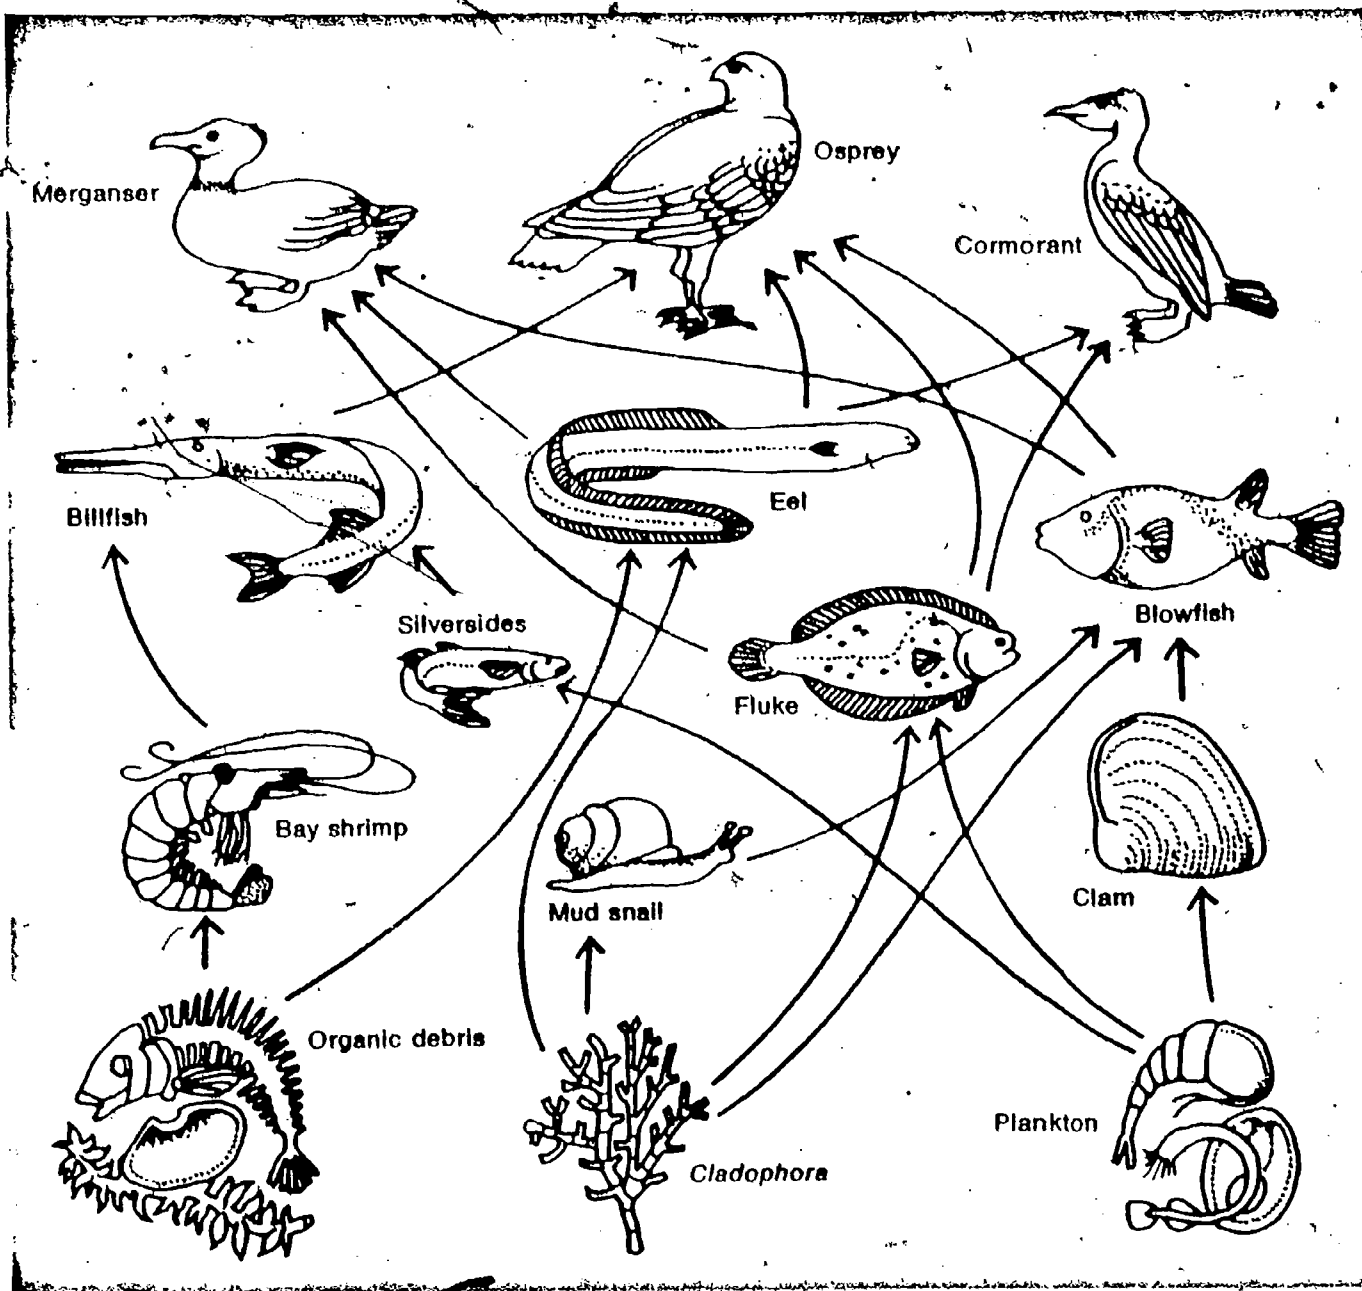 Osprey
Merganser
Cormorant
Billfish
Eel
Blowfish
Silversides
Fluke
Bay shrimp
Clam
Mud snail
Organic debris
Plankton
Cladophora